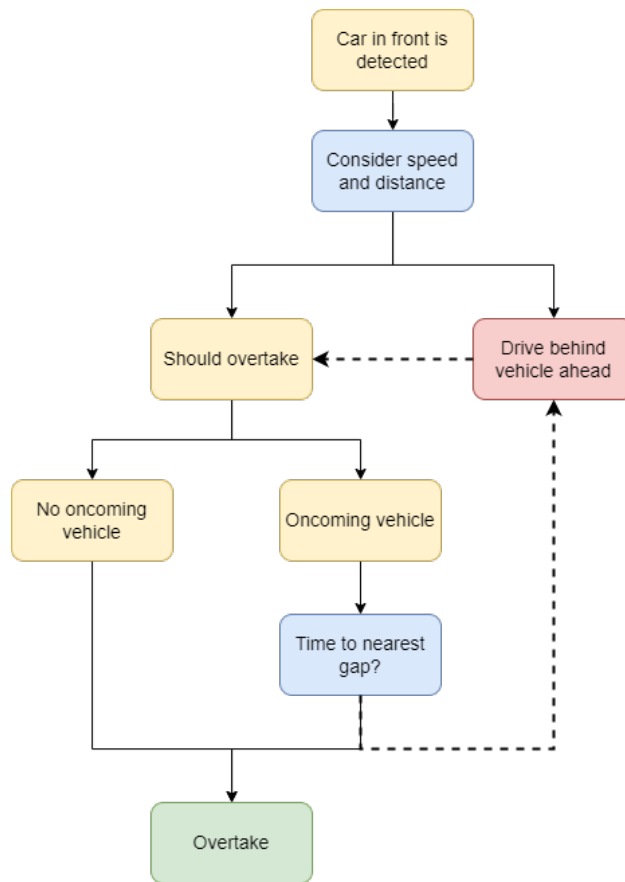 Car in front is
detected
Consider speed
and distance
Should overtake
Drive behind
vehicle ahead
No oncoming
vehicle
Oncoming vehicle
Time to nearest
gap?
Overtake